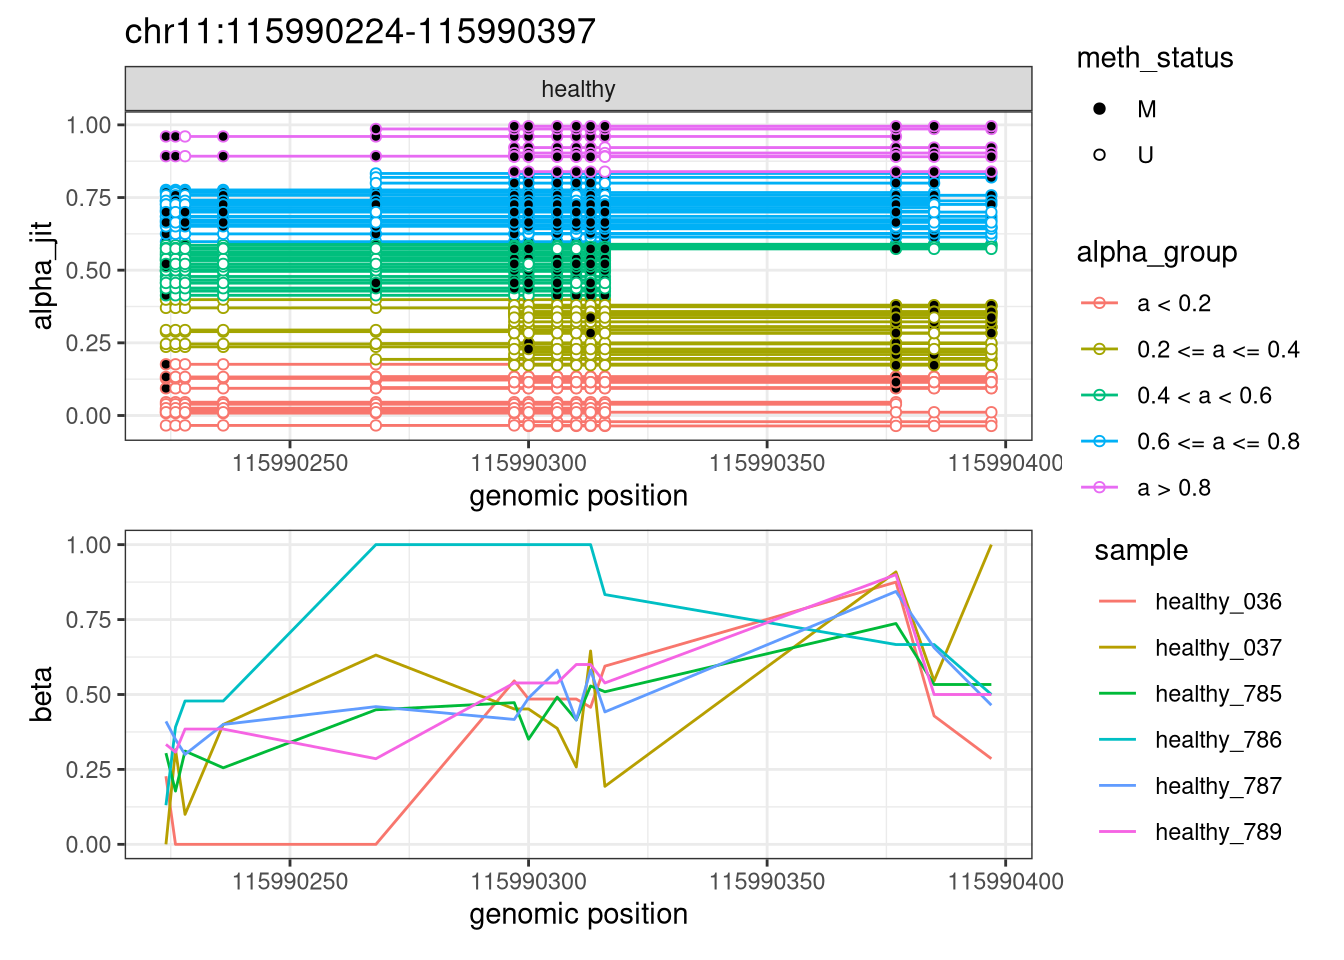 chr11:115990224-115990397
healthy
1.00
0.75
0.50
0.25
0.00
alpha_jit
115990250
115990300
115990350
115990400
genomic position
meth_status
M
U
alpha_group
a < 0.2
0.2 <= a <= 0.4
0.4 < a < 0.6
0.6 <= a <= 0.8
a > 0.8
1.00
0.75
0.50
0.25
0.00
beta
115990250
115990300
115990350
115990400
genomic position
sample
healthy_036
healthy_037
healthy_785
healthy_786
healthy_787
healthy_789